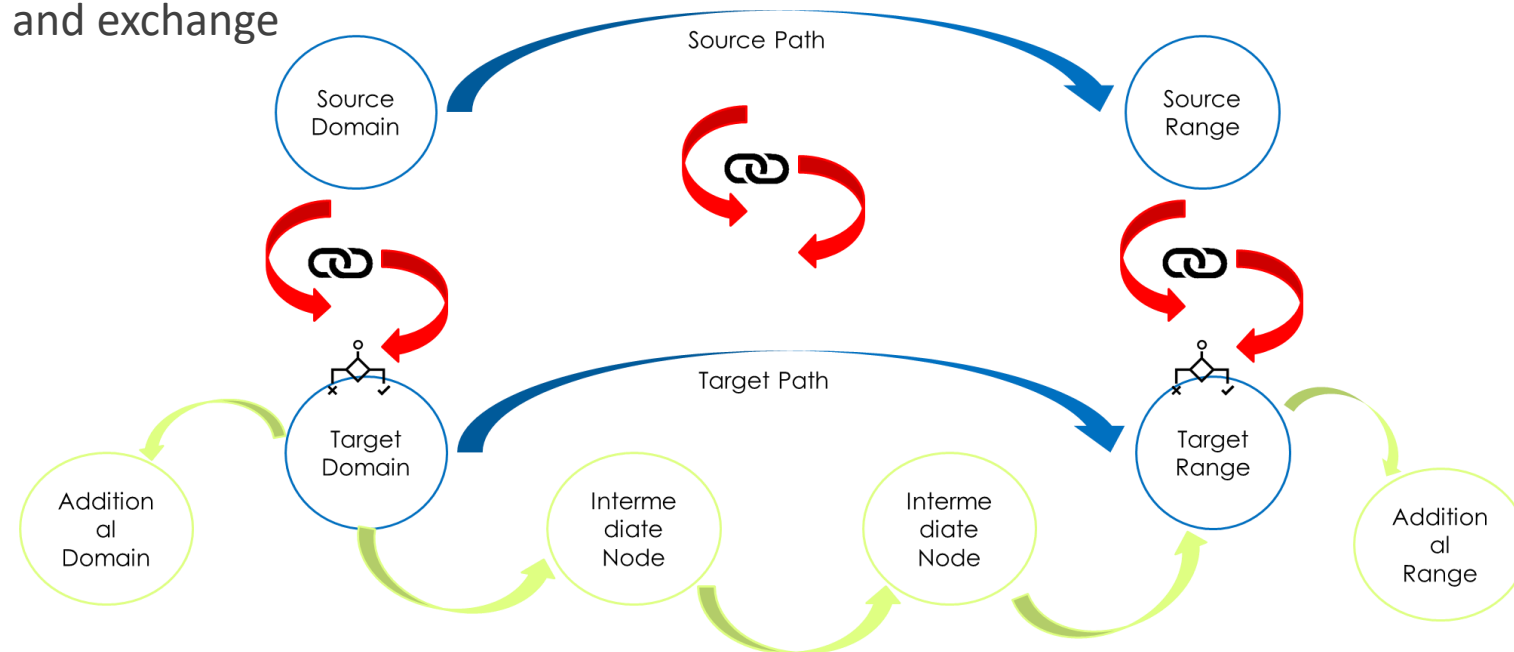 and exchange
Source Path
Source
Domain
Source
Range
Target Path
Target
Domain
Target
Range
Addition
al
Domain
Interme
diate
Node
Interme
diate
Node
Addition
al
Range